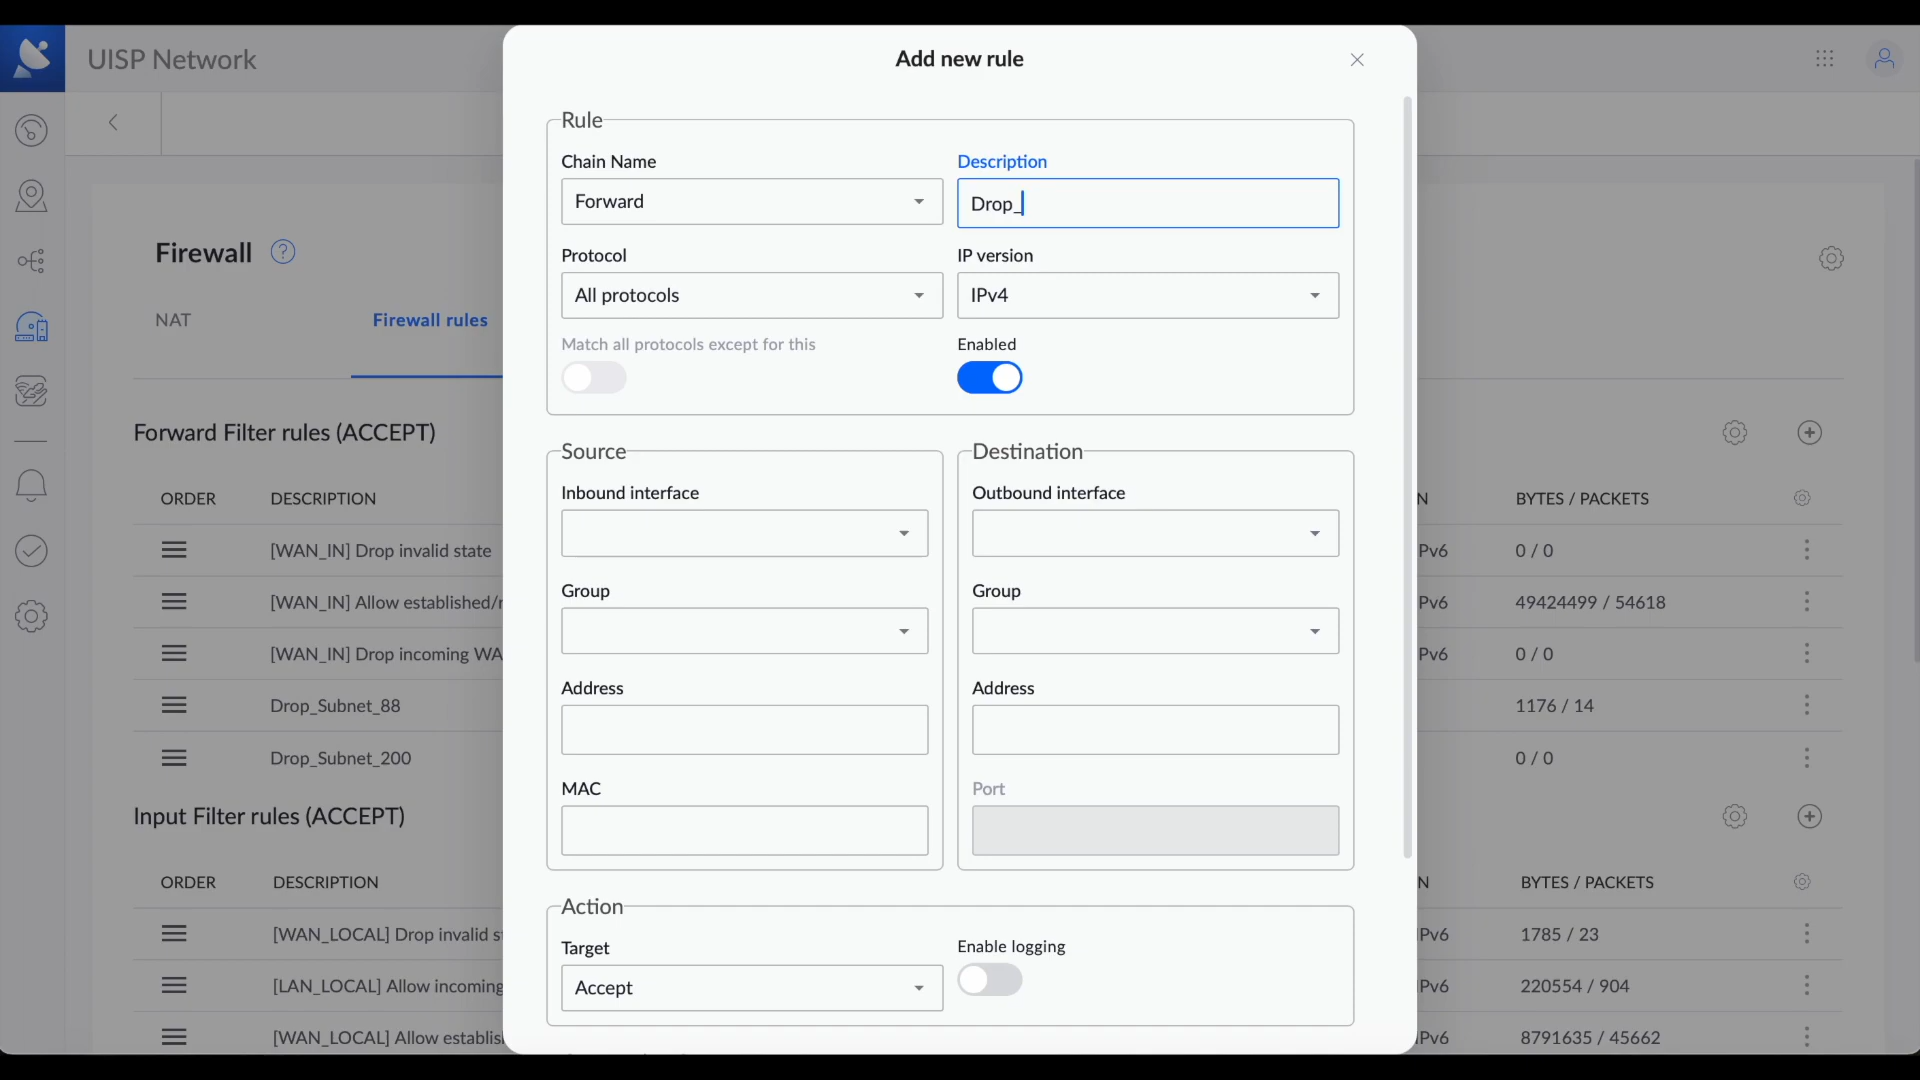 UISP Network
Add new rule
Rule
Chain Name
Description
Forward
Drop_
Protocol
IP version
All protocols
IPv4
Match all protocols except for this
Enabled
Firewall ?
NAT
Firewall rules
Forward Filter rules (ACCEPT)
ORDER DESCRIPTION
N BYTES / PACKETS
[WAN_IN] Drop invalid state
Pv6 0 / 0
[WAN_IN] Allow established/r
Pv6 49424499 / 54618
[WAN_IN] Drop incoming WA
Pv6 0 / 0
Drop_Subnet_88
1176 / 14
Drop_Subnet_200
0 / 0
Source
Inbound interface
Group
Address
MAC
Destination
Outbound interface
Group
Address
Port
Input Filter rules (ACCEPT)
ORDER DESCRIPTION
N BYTES / PACKETS
[WAN_LOCAL] Drop invalid s
Pv6 1785 / 23
[LAN_LOCAL] Allow incoming
Pv6 220554 / 904
[WAN_LOCAL] Allow establis
Pv6 8791635 / 45662
Action
Target
Enable logging
Accept